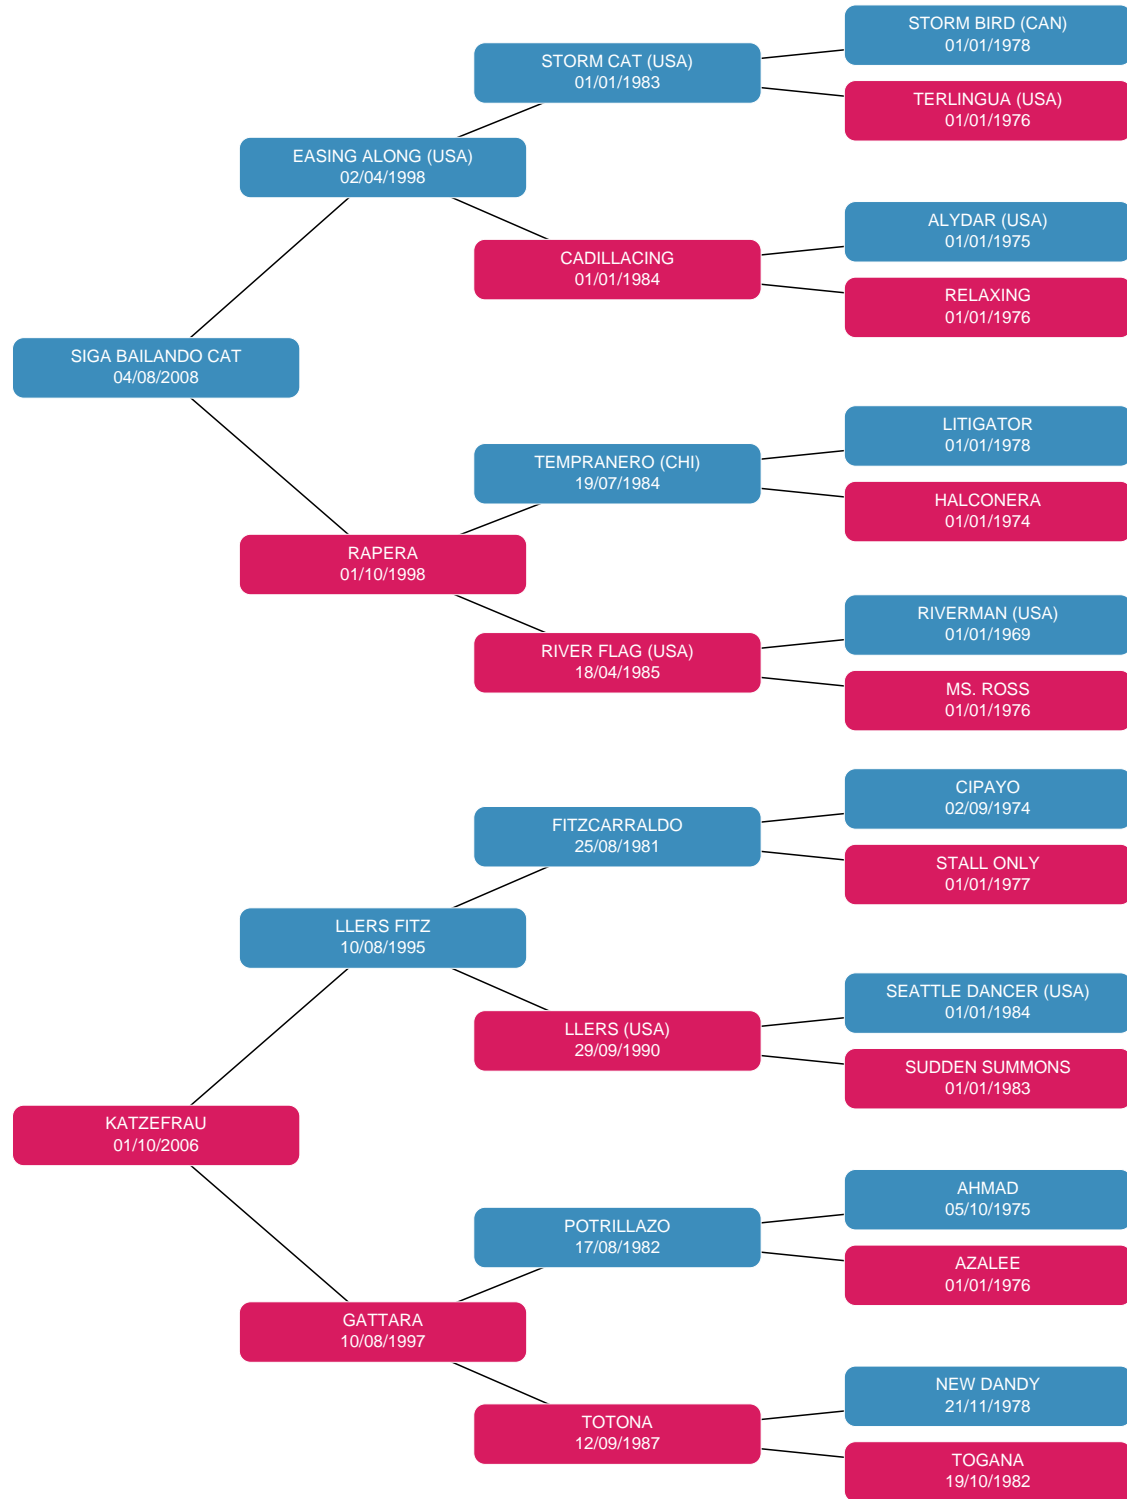 STORM BIRD (CAN)
01/01/1978
STORM CAT (USA)
01/01/1983
TERLINGUA (USA)
01/01/1976
EASING ALONG (USA)
02/04/1998
ALYDAR (USA)
01/01/1975
CADILLACING
01/01/1984
RELAXING
01/01/1976
SIGA BAILANDO CAT
04/08/2008
LITIGATOR
01/01/1978
TEMPRANERO (CHI)
19/07/1984
HALCONERA
01/01/1974
RAPERA
01/10/1998
RIVERMAN (USA)
01/01/1969
RIVER FLAG (USA)
18/04/1985
MS. ROSS
01/01/1976
CIPAYO
02/09/1974
FITZCARRALDO
25/08/1981
STALL ONLY
01/01/1977
LLERS FITZ
10/08/1995
SEATTLE DANCER (USA)
01/01/1984
LLERS (USA)
29/09/1990
SUDDEN SUMMONS
01/01/1983
KATZEFRAU
01/10/2006
AHMAD
05/10/1975
POTRILLAZO
17/08/1982
AZALEE
01/01/1976
GATTARA
10/08/1997
NEW DANDY
21/11/1978
TOTONA
12/09/1987
TOGANA
19/10/1982